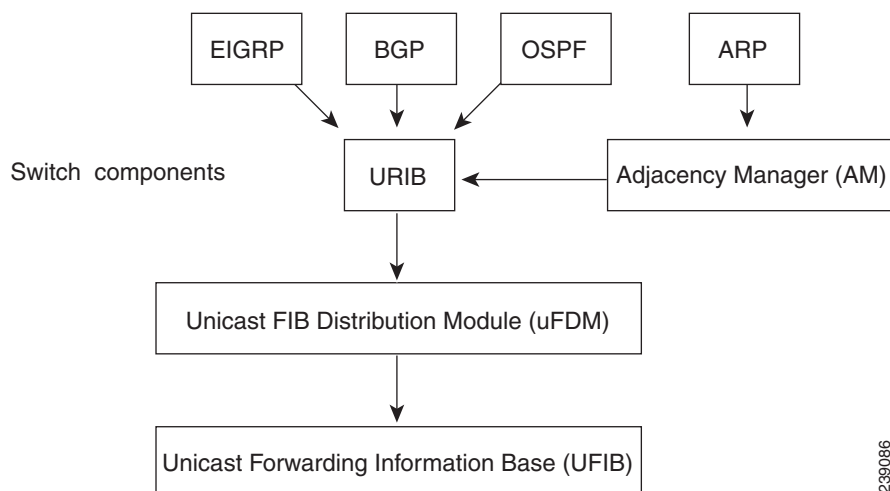 EIGRP
BGP
OSPF
ARP
Switch components
URIB
Adjacency Manager (AM)
Unicast FIB Distribution Module (uFDM)
Unicast Forwarding Information Base (UFIB)
239086